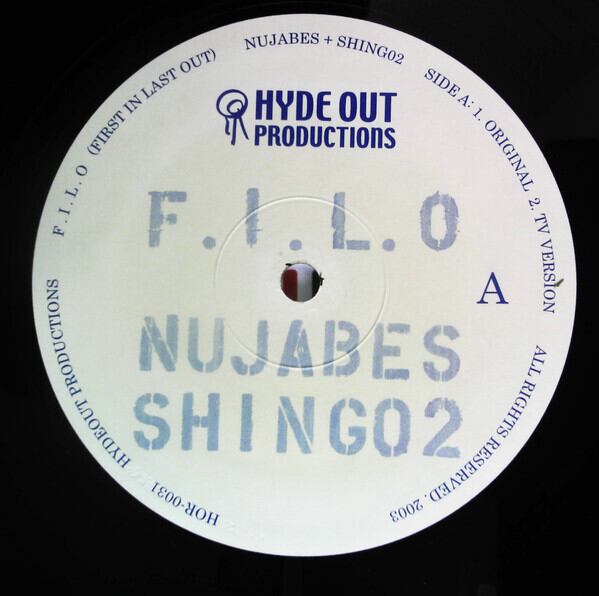 F.I.L.O (FIRST IN LAST OUT)
NUJABES + SHING02
SIDE A: 1. ORIGINAL 2. TV VERSION
HYDE OUT
PRODUCTIONS
F.I.L.O
A
NUJABES
SHING02
ALL RIGHTS RESERVED. 2003
HOR-0031 HYDEOUT PRODUCTIONS